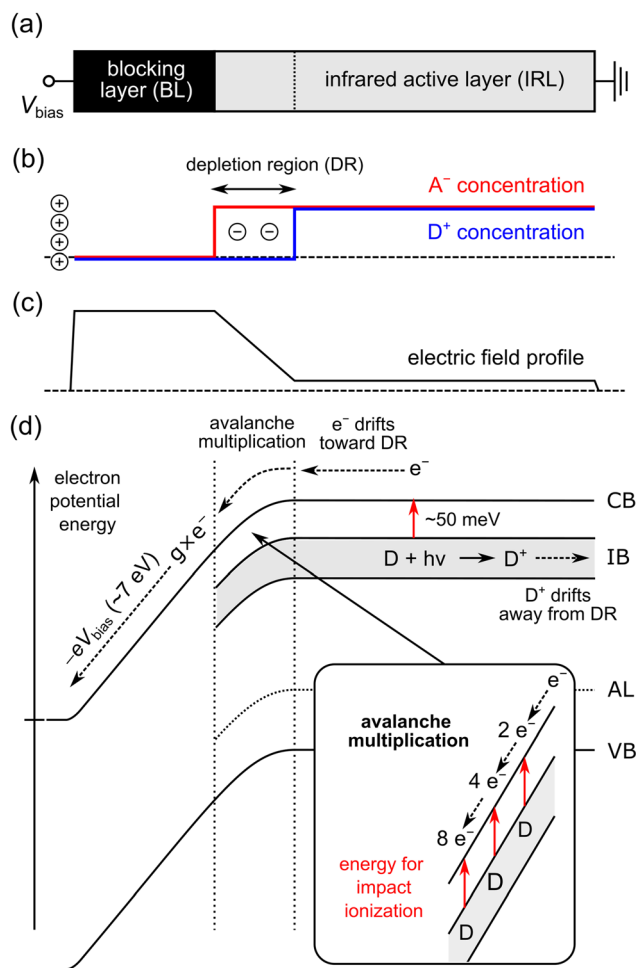 (a)
blocking
layer (BL)
infrared active layer (IRL)
Vbias
(b)
depletion region (DR)
A⁻ concentration
D⁺ concentration
+
+
+
+
− −
(c)
electric field profile
(d)
avalanche
multiplication
e⁻ drifts
toward DR
e⁻
electron
potential
energy
CB
~50 meV
g×e⁻
−eVbias (~7 eV)
D + hν → D⁺
IB
D⁺ drifts
away from DR
AL
VB
e⁻
avalanche
multiplication
2 e⁻
4 e⁻
8 e⁻
D
D
D
energy for
impact
ionization